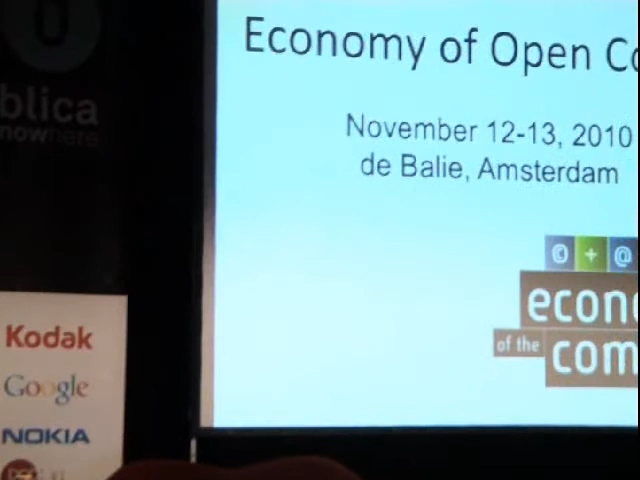 Economy of Open Co
November 12-13, 2010
de Balie, Amsterdam
© + @
econo
of the com
blica
nowhere
Kodak
Google
NOKIA